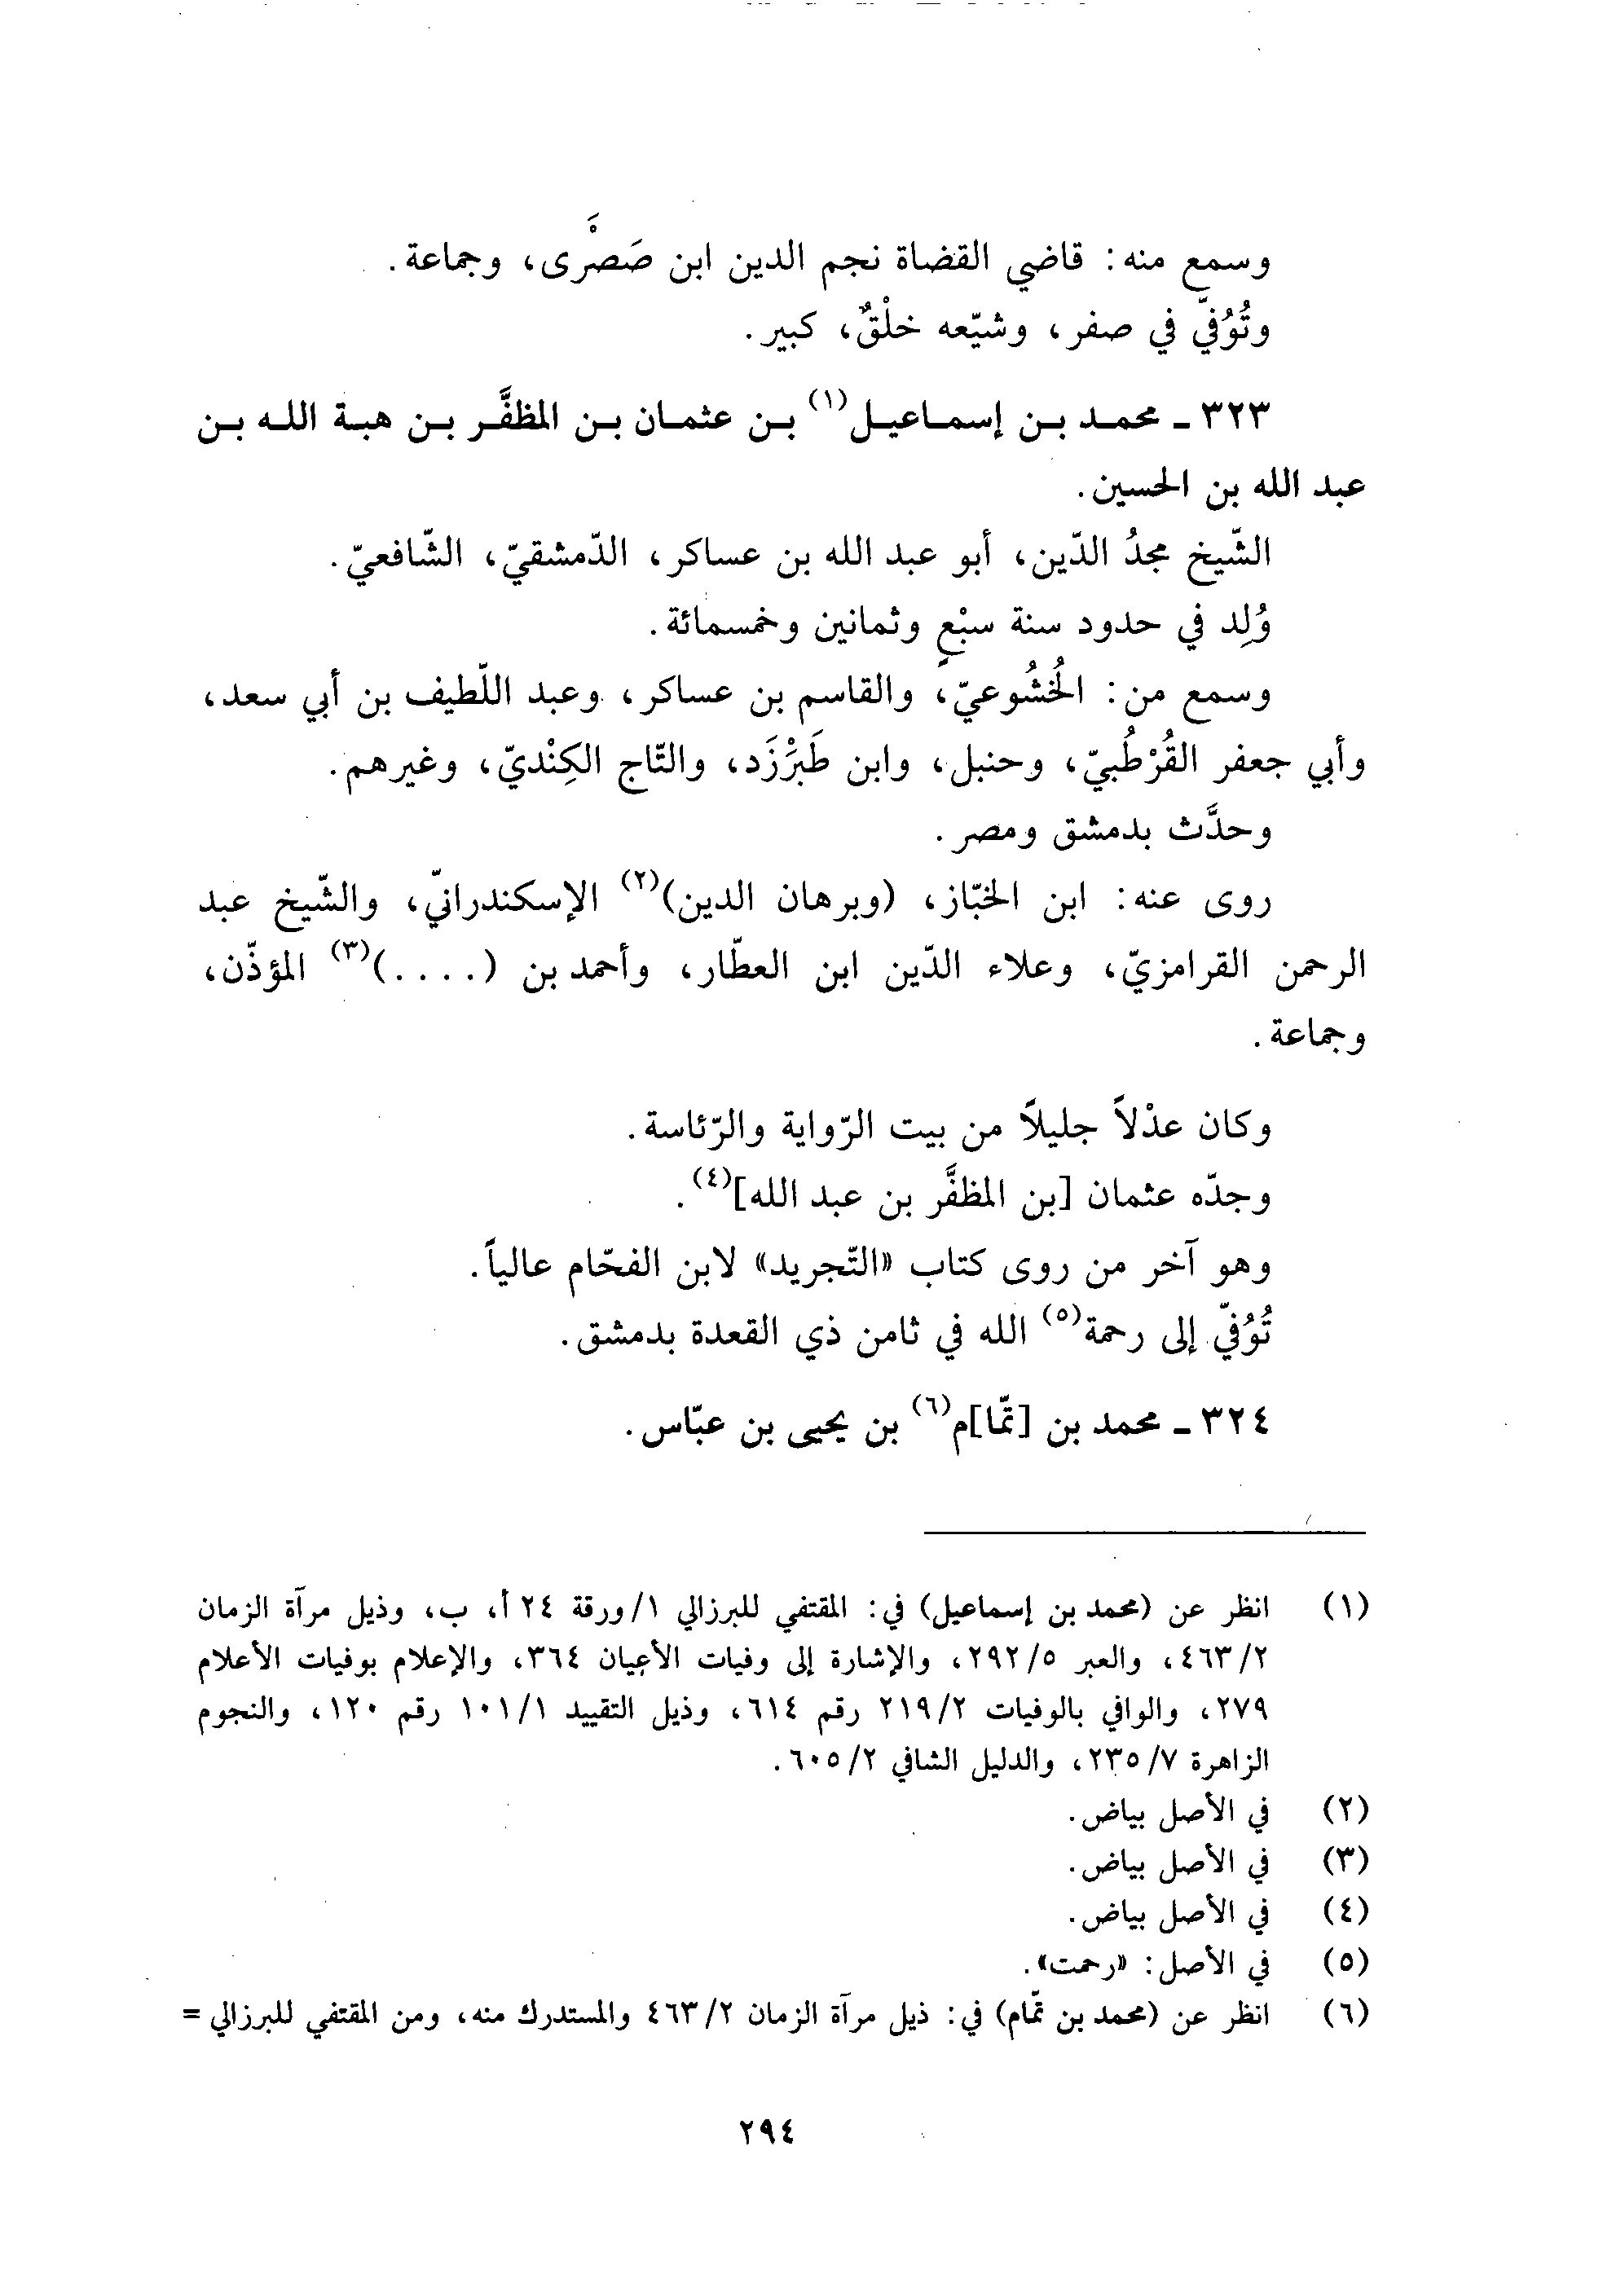 وسمع منه: قاضي القضاة نجم الدين ابن صَصْرَى، وجماعة.
وتُوُفّي في صفر، وشيّعه خلْقٌ، كبير.
٣٢٣ ـ محمد بن إسماعيل(١) بن عثمان بن المظفَّر بن هبة الله بن
عبد الله بن الحسين.
الشّيخ مجدُ الدّين، أبو عبد الله بن عساكر، الدّمشقيّ، الشّافعيّ.
وُلِد في حدود سنة سبْعٍ وثمانين وخمسمائة.
وسمع من: الخُشُوعيّ، والقاسم بن عساكر، وعبد اللّطيف بن أبي سعد،
وأبي جعفر القُرْطُبيّ، وحنبل، وابن طَبَرْزَد، والتّاج الكِنْديّ، وغيرهم.
وحدَّث بدمشق ومصر.
روى عنه: ابن الخبّاز، (وبرهان الدين)(٢) الإسكندرانيّ، والشّيخ عبد
الرحمن القرامزيّ، وعلاء الدّين ابن العطّار، وأحمد بن (....)(٣) المؤذّن،
وجماعة.
وكان عدْلاً جليلاً من بيت الرّواية والرّئاسة.
وجدّه عثمان [بن المظفَّر بن عبد الله](٤).
وهو آخر من روى كتاب «التّجريد» لابن الفحّام عالياً.
تُوُفّي إلى رحمة(٥) الله في ثامن ذي القعدة بدمشق.
٣٢٤ ـ محمد بن [تمّا]م(٦) بن يحيى بن عبّاس.
(١) انظر عن (محمد بن إسماعيل) في: المقتفي للبرزالي ١/ورقة ٢٤ أ، ب، وذيل مرآة الزمان
٢/٤٦٣، والعبر ٥/٢٩٢، والإشارة إلى وفيات الأعيان ٣٦٤، والإعلام بوفيات الأعلام
٢٧٩، والوافي بالوفيات ٢/٢١٩ رقم ٦١٤، وذيل التقييد ١/١٠١ رقم ١٢٠، والنجوم
الزاهرة ٧/٢٣٥، والدليل الشافي ٢/٦٠٥.
(٢) في الأصل بياض.
(٣) في الأصل بياض.
(٤) في الأصل بياض.
(٥) في الأصل: «رحمت».
(٦) انظر عن (محمد بن تمّام) في: ذيل مرآة الزمان ٢/٤٦٣ والمستدرك منه، ومن المقتفي للبرزالي =
٢٩٤